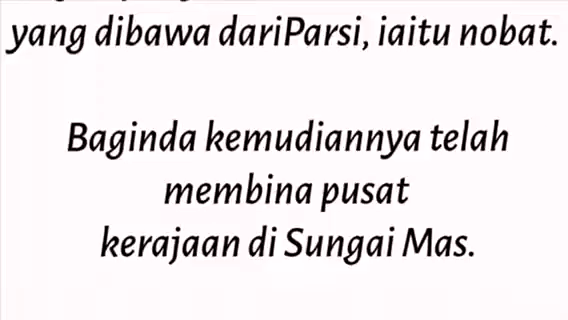 yang dibawa dariParsi, iaitu nobat.
Baginda kemudiannya telah
membina pusat
kerajaan di Sungai Mas.